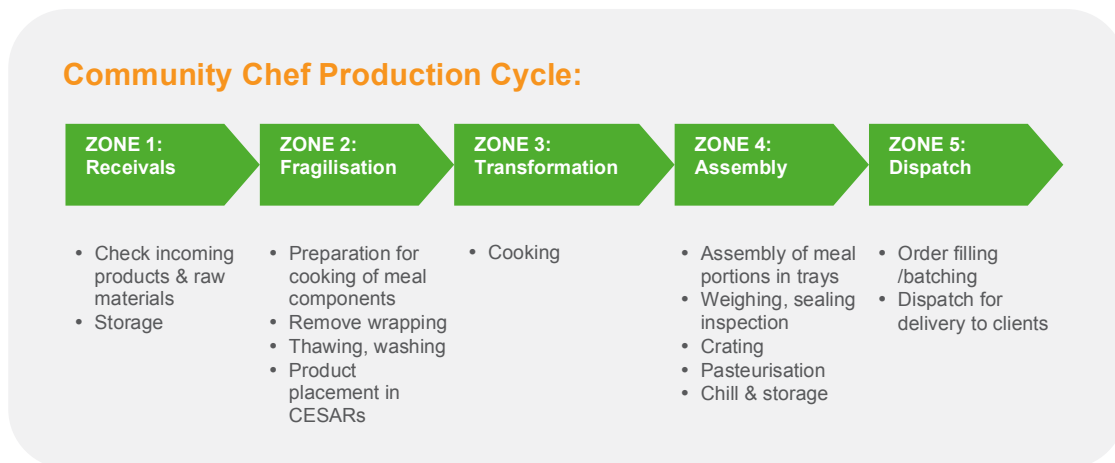 Community Chef Production Cycle:
ZONE 1:
Receivals
ZONE 2:
Fragilisation
ZONE 3:
Transformation
ZONE 4:
Assembly
ZONE 5:
Dispatch
• Check incoming
products & raw
materials
• Storage
• Preparation for
cooking of meal
components
• Remove wrapping
• Thawing, washing
• Product
placement in
CESARs
• Cooking
• Assembly of meal
portions in trays
• Weighing, sealing
inspection
• Crating
• Pasteurisation
• Chill & storage
• Order filling
/batching
• Dispatch for
delivery to clients